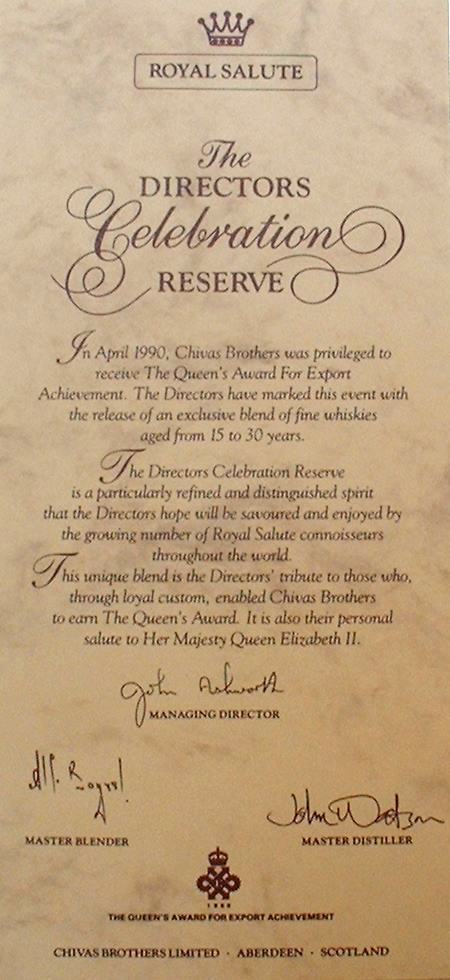 ROYAL SALUTE
The
DIRECTORS
Celebration
RESERVE
In April 1990, Chivas Brothers was privileged to
receive The Queen's Award For Export
Achievement. The Directors have marked this event with
the release of an exclusive blend of fine whiskies
aged from 15 to 30 years.
The Directors Celebration Reserve
is a particularly refined and distinguished spirit
that the Directors hope will be savoured and enjoyed by
the growing number of Royal Salute connoisseurs
throughout the world.
This unique blend is the Directors' tribute to those who,
through loyal custom, enabled Chivas Brothers
to earn The Queen's Award. It is also their personal
salute to Her Majesty Queen Elizabeth II.
John Ashworth
MANAGING DIRECTOR
John Watson
MASTER BLENDER
MASTER DISTILLER
THE QUEEN'S AWARD FOR EXPORT ACHIEVEMENT
CHIVAS BROTHERS LIMITED · ABERDEEN · SCOTLAND